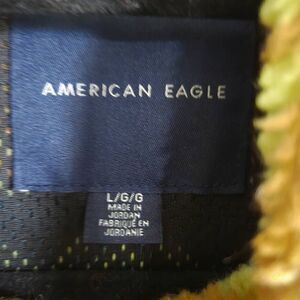 AMERICAN EAGLE
L/G/G
MADE IN
JORDAN
FABRIQUÉ EN
JORDANIE